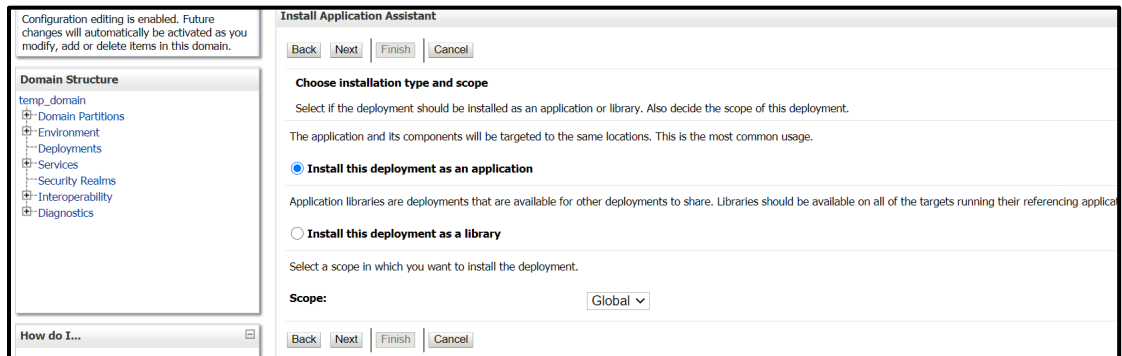 Configuration editing is enabled. Future
changes will automatically be activated as you
modify, add or delete items in this domain.
Domain Structure
temp_domain
Domain Partitions
Environment
Deployments
Services
Security Realms
Interoperability
Diagnostics
How do I...
Install Application Assistant
Back Next Finish Cancel
Choose installation type and scope
Select if the deployment should be installed as an application or library. Also decide the scope of this deployment.
The application and its components will be targeted to the same locations. This is the most common usage.
Install this deployment as an application
Application libraries are deployments that are available for other deployments to share. Libraries should be available on all of the targets running their referencing
Install this deployment as a library
Select a scope in which you want to install the deployment.
Scope: Global
Back Next Finish Cancel